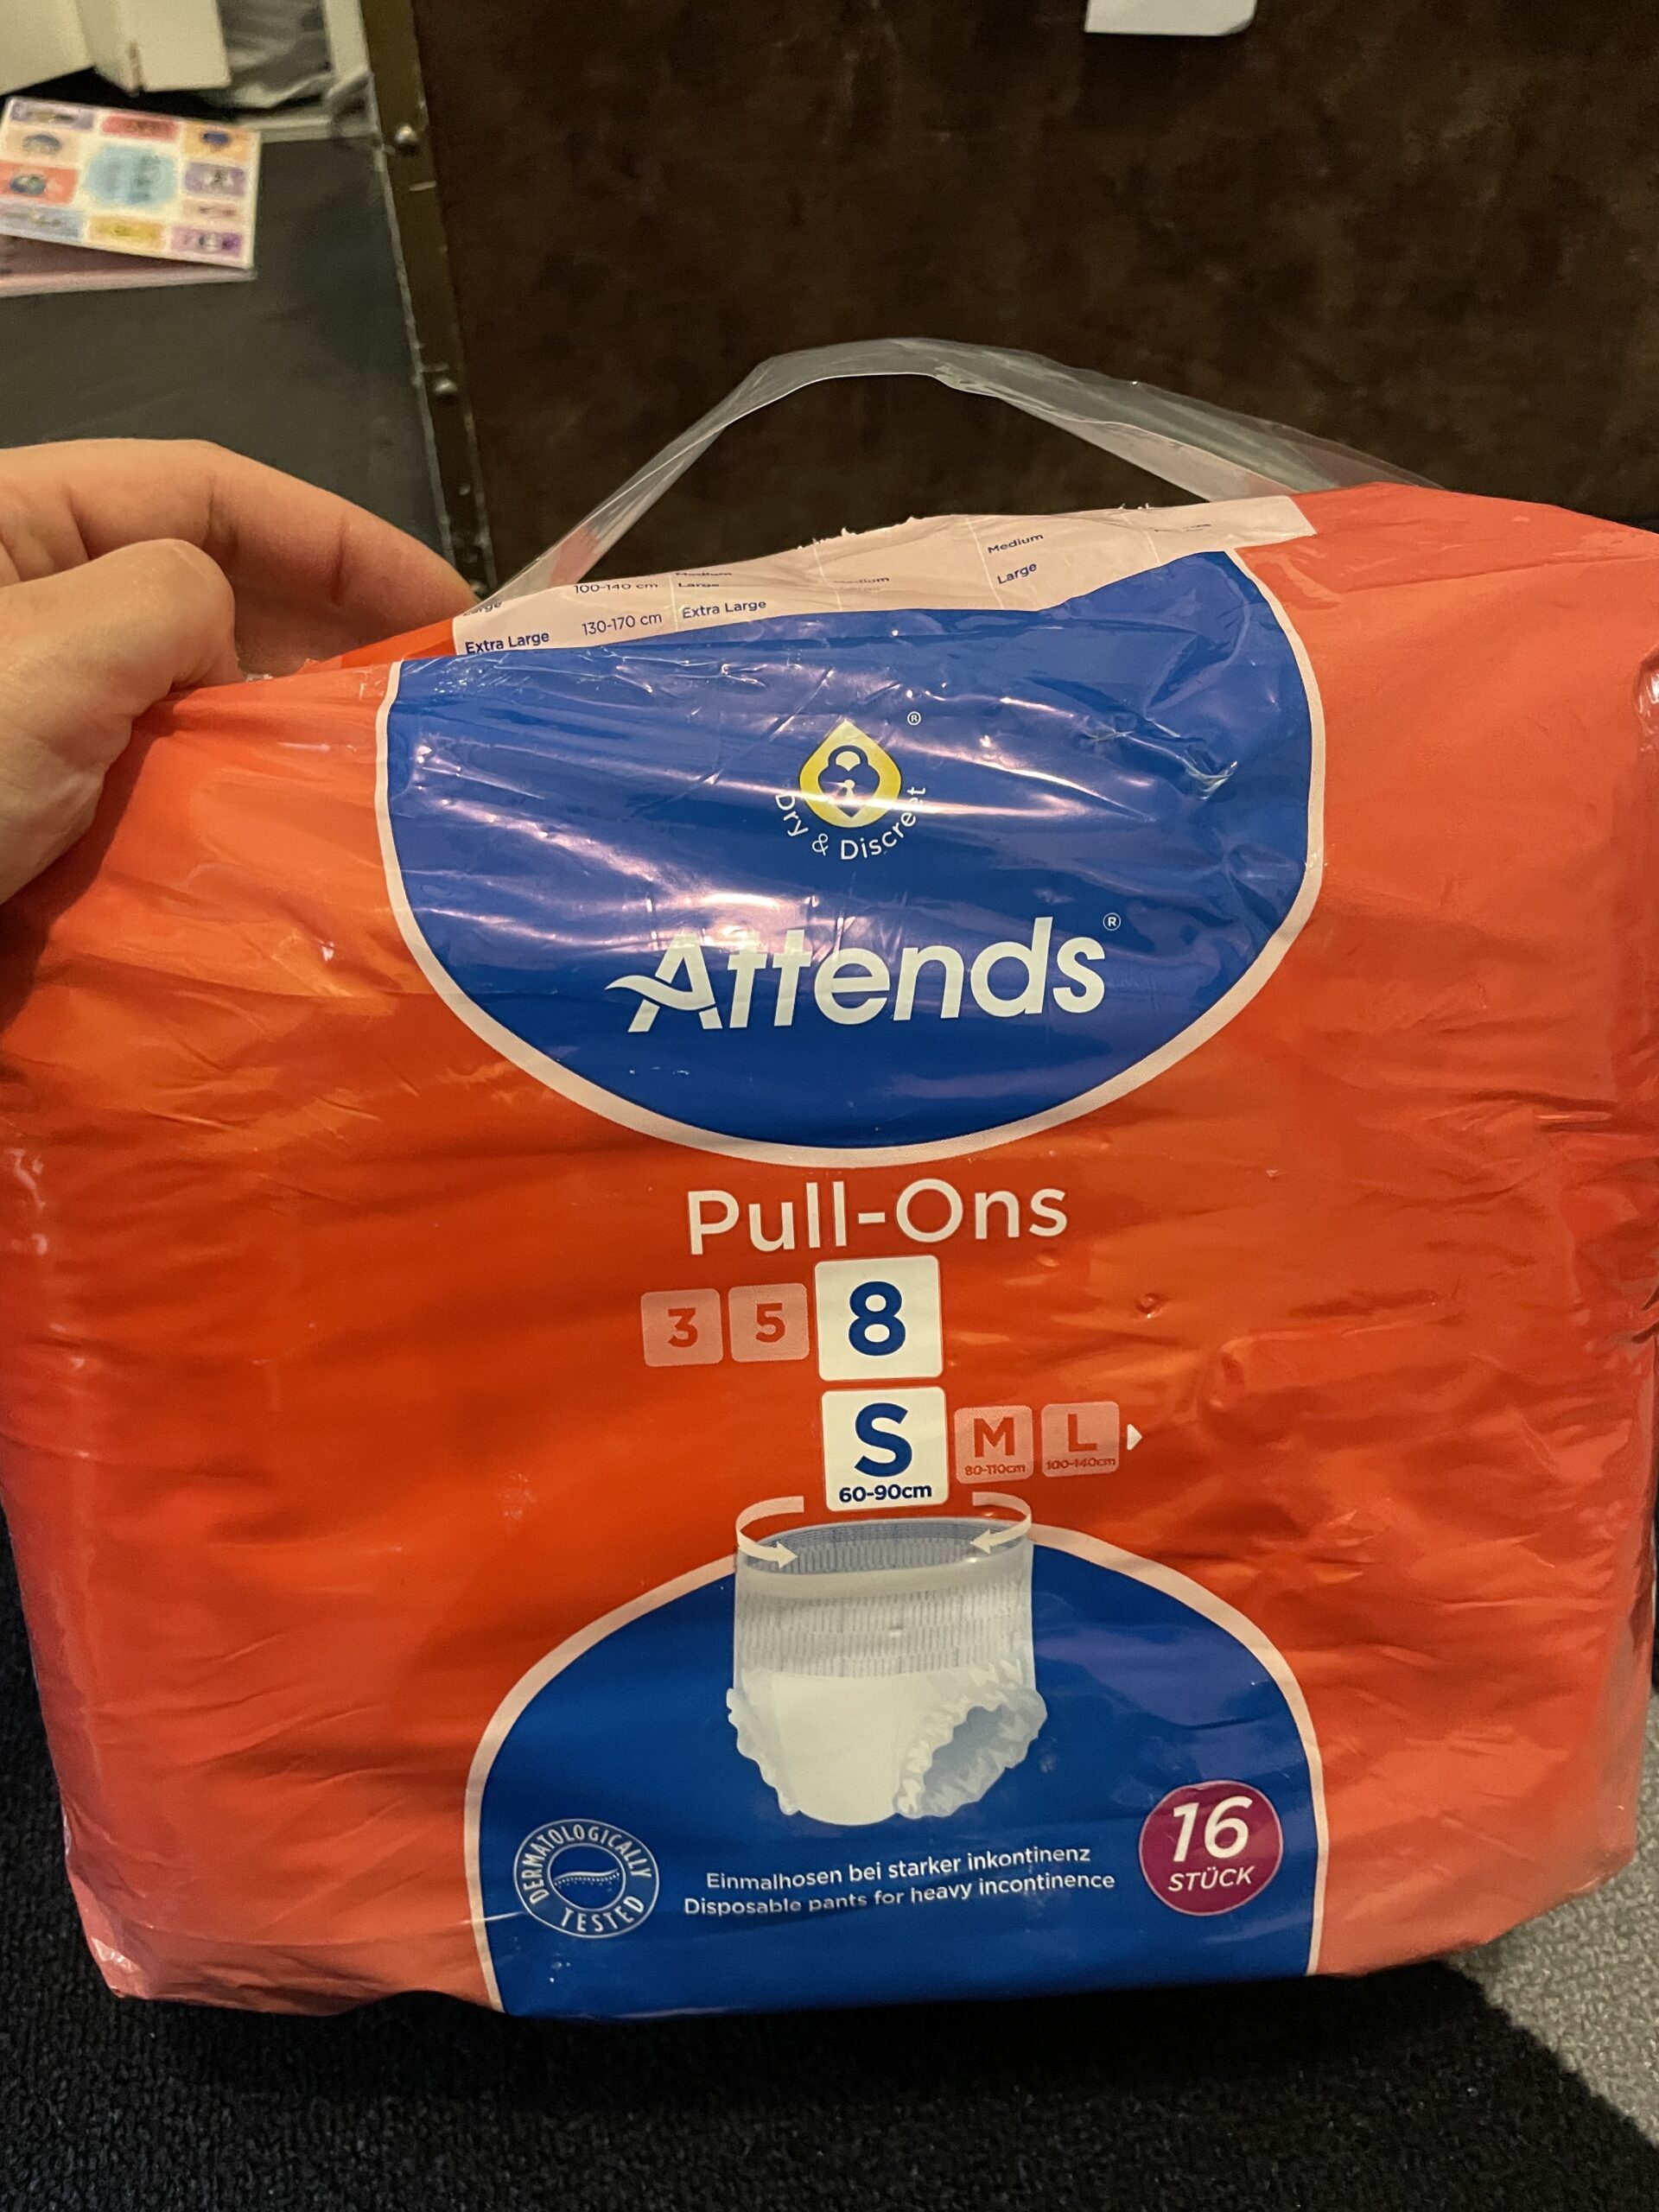 Medium
Large
100-140 cm
Large
Extra Large
130-170 cm
Extra Large
®
Dry & Discreet
Attends®
Pull-Ons
3 5 8
S M L
60-90cm 80-110cm 100-140cm
DERMATOLOGICALLY TESTED
Einmalhosen bei starker inkontinenz
Disposable pants for heavy incontinence
16
STÜCK